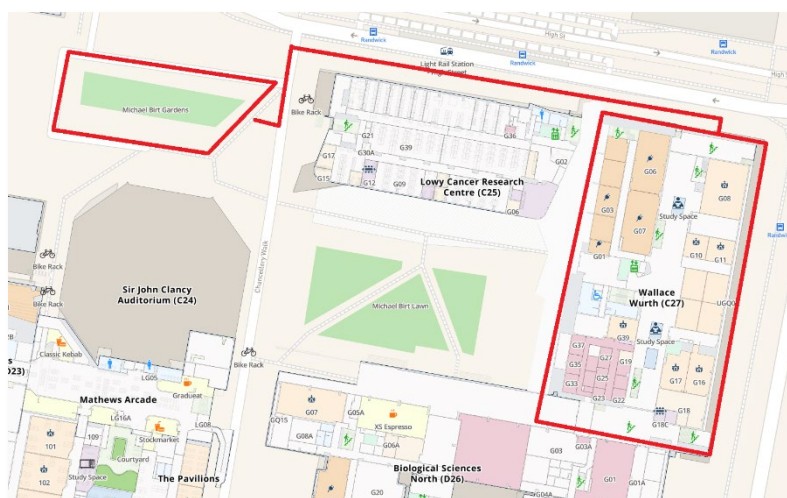 Randwick
High St
Randwick
Light Rail Station
High St
Randwick
Michael Birt Gardens
Bike Rack
G36
G21
G39
G30A
G17
G15
G12
G09
G02
G06
Lowy Cancer Research
Centre (C25)
G06
G08
G03
Study Space
G07
G10
G11
G01
Randwick
Wallace
Wurth (C27)
G39
Study Space
G37
G35
G33
G27
G25
G23
G19
G22
G17
G16
G18
G18C
Bike Rack
Bike Rack
Sir John Clancy
Auditorium (C24)
Chancellery Walk
Michael Birt Lawn
Bike Rack
Classic Kebab
LG05
Gradueat
Mathews Arcade
D23)
LG16A
LG08
Stockmarket
101
109
102
Study Space
Courtyard
The Pavilions
G07
G05A
GQ15
XS Espresso
G08A
G06A
Biological Sciences
North (D26)
G20
G03
G03A
G01
G01A
G04A